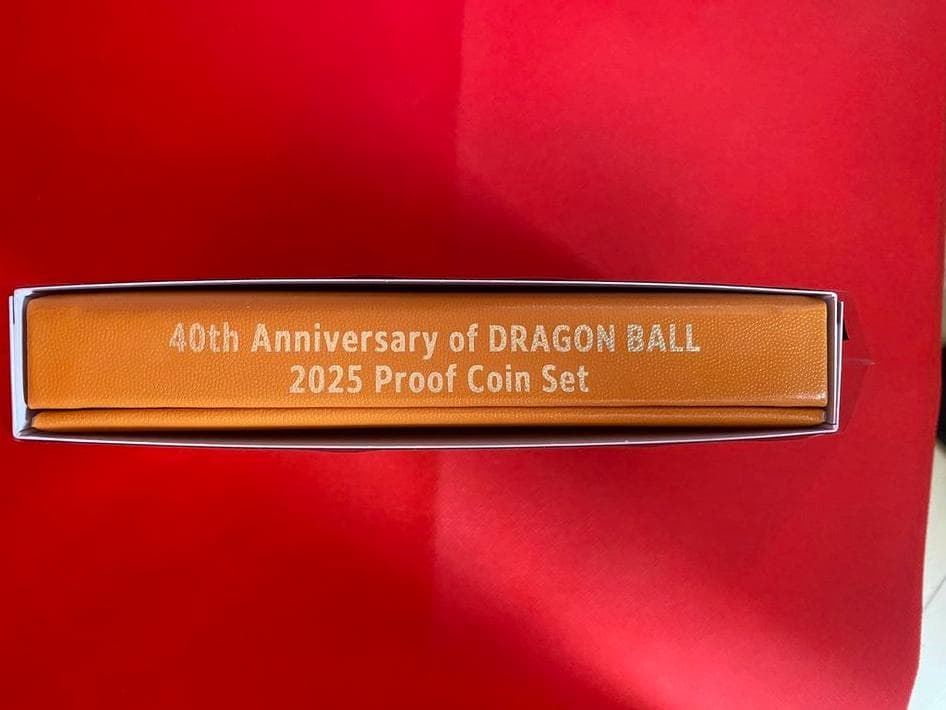 40th Anniversary of DRAGON BALL
2025 Proof Coin Set